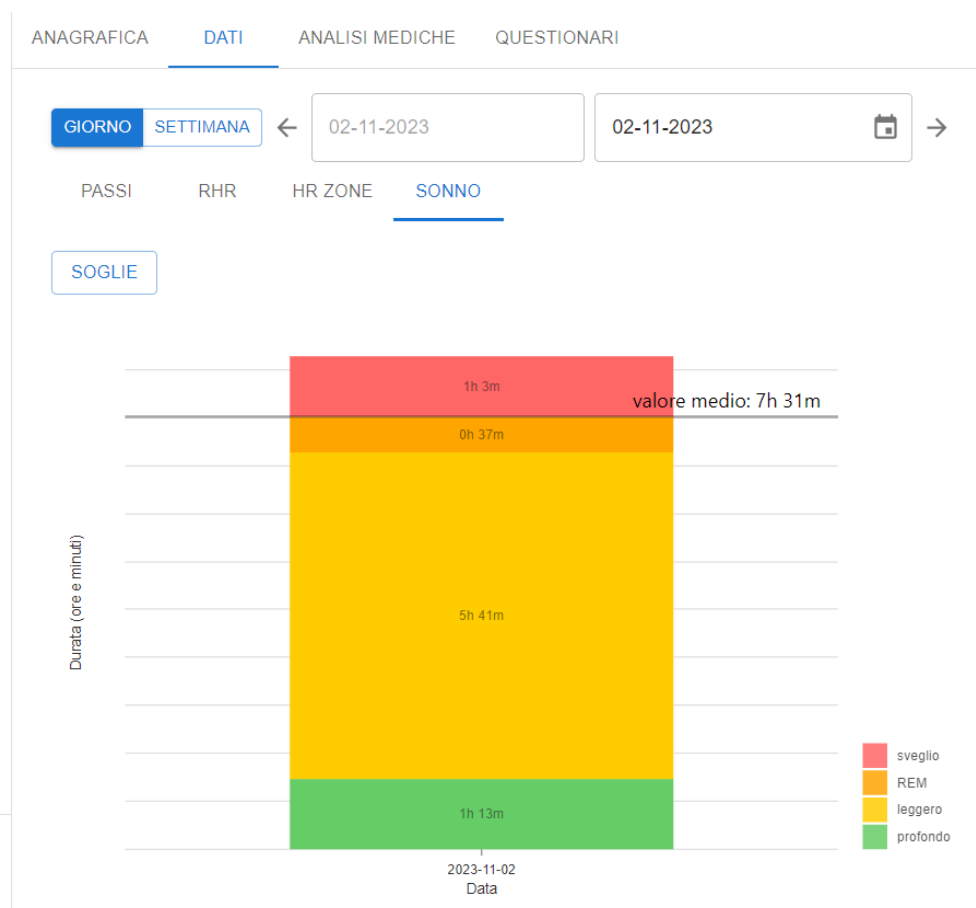 ANAGRAFICA DATI ANALISI MEDICHE QUESTIONARI
GIORNO SETTIMANA 02-11-2023 02-11-2023
PASSI RHR HR ZONE SONNO
SOGLIE
1h 3m
valore medio: 7h 31m
0h 37m
Durata (ore e minuti)
5h 41m
1h 13m
sveglio
REM
leggero
profondo
2023-11-02
Data